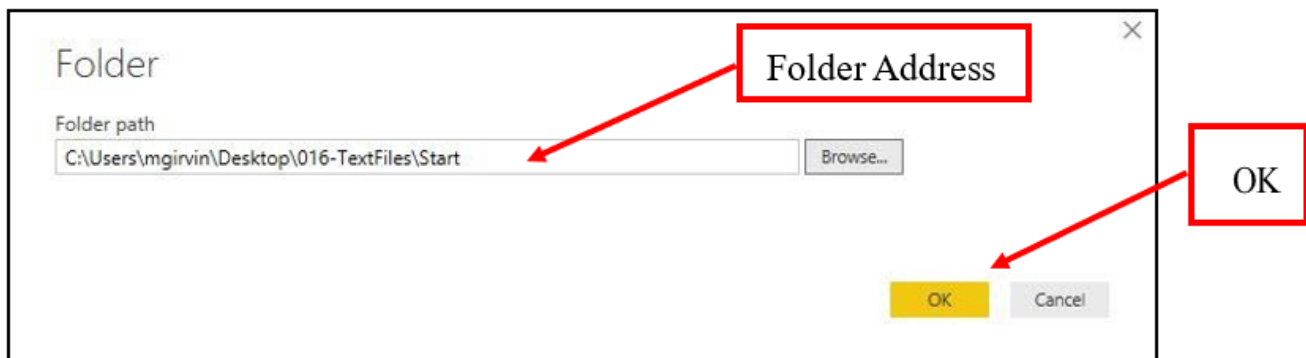 Folder
Folder Address
Folder path
C:\Users\mgirvin\Desktop\016-TextFiles\Start
Browse...
OK
OK
Cancel